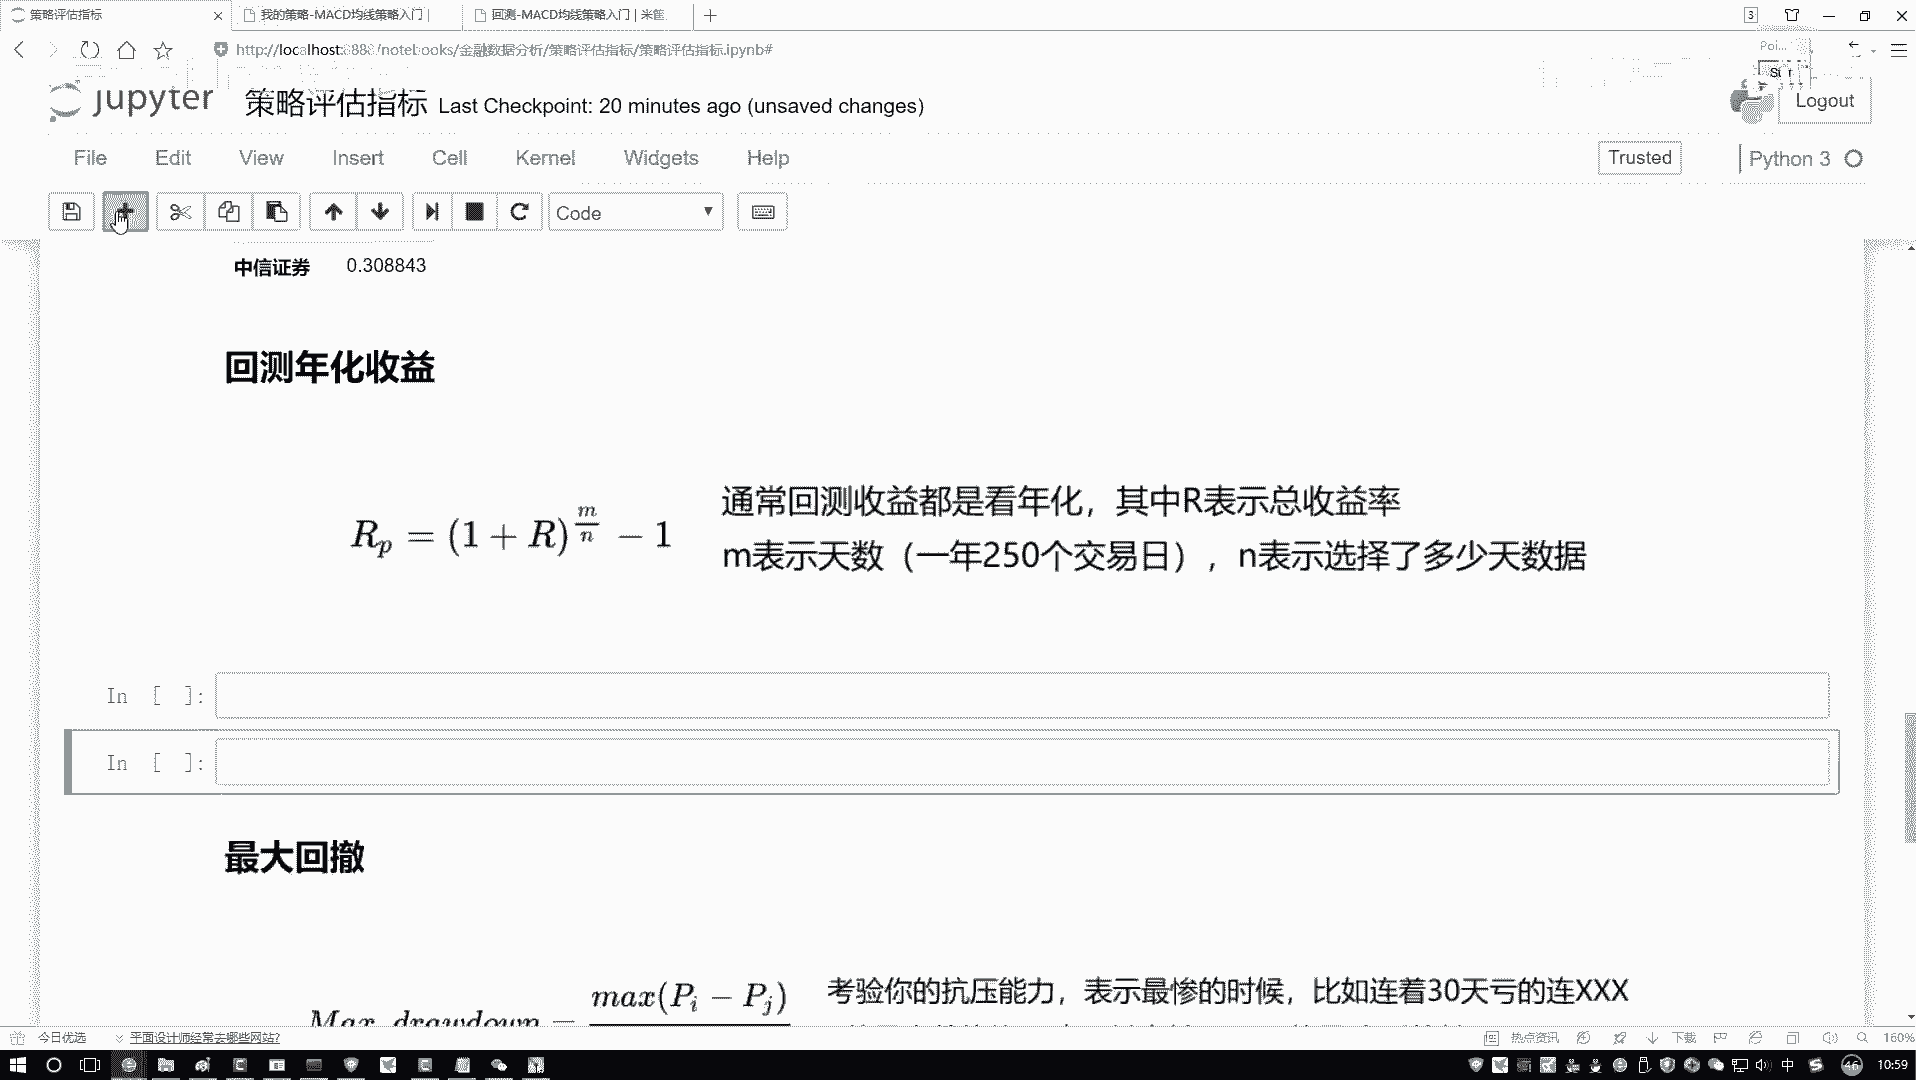 策略评估指标
我的策略-MACD均线策略入门 |
回测-MACD均线策略入门 | 米筐
3
http://localhost:8888/notebooks/金融数据分析/策略评估指标/策略评估指标.ipynb#
jupyter 策略评估指标 Last Checkpoint: 20 minutes ago (unsaved changes)
Logout
File Edit View Insert Cell Kernel Widgets Help
Trusted
Python 3
Code
中信证券 0.308843
回测年化收益
R_p = (1 + R)^{\frac{m}{n}} - 1
通常回测收益都是看年化，其中R表示总收益率
m表示天数（一年250个交易日），n表示选择了多少天数据
In [ ]:
In [ ]:
最大回撤
Max_drawdown = max(P_i − P_j)
考验你的抗压能力，表示最惨的时候，比如连着30天亏的连XXX
今日优选
平面设计师经常去哪些网站?
热点资讯
下载
160%
中
46
10:59